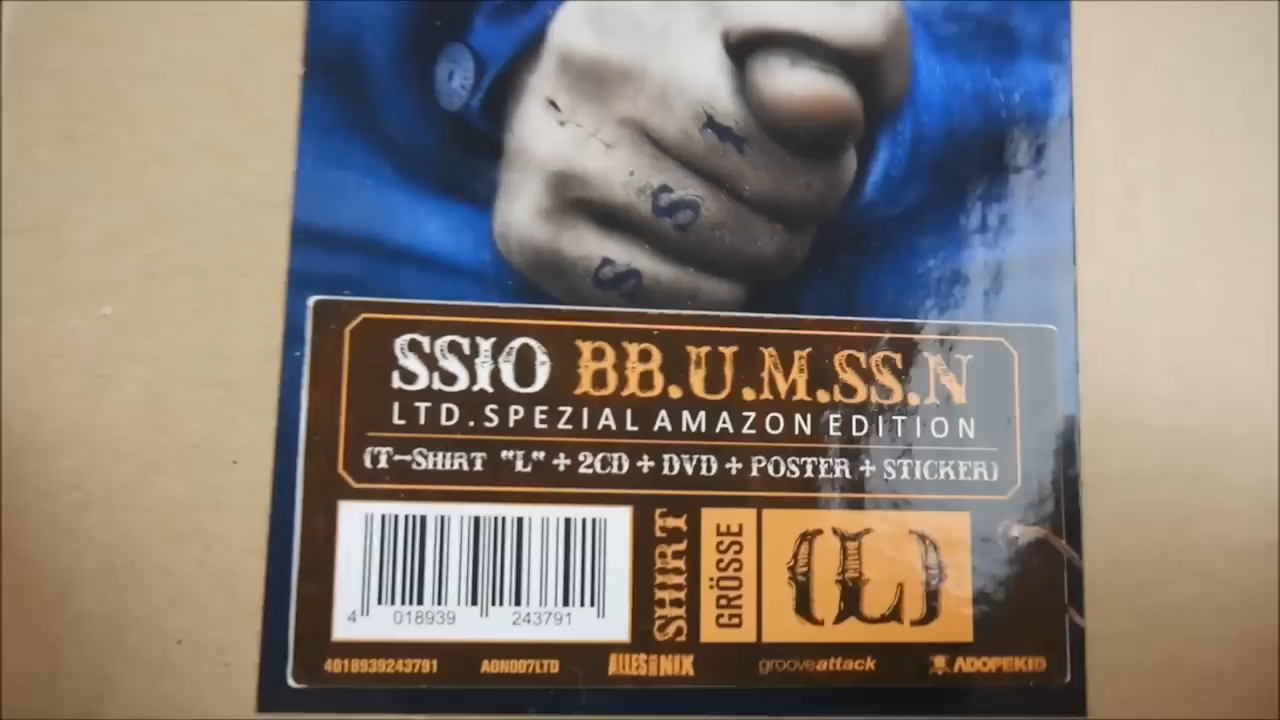 S
S
SSIO BB.U.M.SS.N
LTD.SPEZIAL AMAZON EDITION
(T-SHIRT "L" + 2CD + DVD + POSTER + STICKER)
4 018939 243791
SHIRT
GRÖSSE
(L)
4018939243791 AON007LTD ALLES ODER NIX grooveattack ADOPEKID